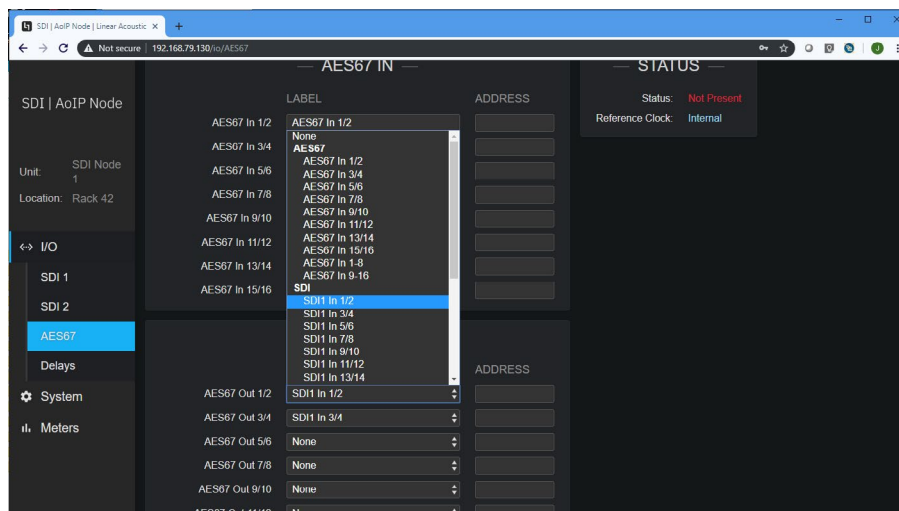 SDI | AoIP Node | Linear Acoustic
Not secure | 192.168.79.130/io/AES67
SDI | AoIP Node
Unit: SDI Node 1
Location: Rack 42
I/O
SDI 1
SDI 2
AES67
Delays
System
Meters
AES67 IN
LABEL ADDRESS
AES67 In 1/2 AES67 In 1/2
AES67 In 3/4
AES67 In 5/6
AES67 In 7/8
AES67 In 9/10
AES67 In 11/12
AES67 In 13/14
AES67 In 15/16
None
AES67
AES67 In 1/2
AES67 In 3/4
AES67 In 5/6
AES67 In 7/8
AES67 In 9/10
AES67 In 11/12
AES67 In 13/14
AES67 In 15/16
AES67 In 1-8
AES67 In 9-16
SDI
SDI1 In 1/2
SDI1 In 3/4
SDI1 In 5/6
SDI1 In 7/8
SDI1 In 9/10
SDI1 In 11/12
SDI1 In 13/14
ADDRESS
AES67 Out 1/2 SDI1 In 1/2
AES67 Out 3/4 SDI1 In 3/4
AES67 Out 5/6 None
AES67 Out 7/8 None
AES67 Out 9/10 None
STATUS
Status: Not Present
Reference Clock: Internal
J